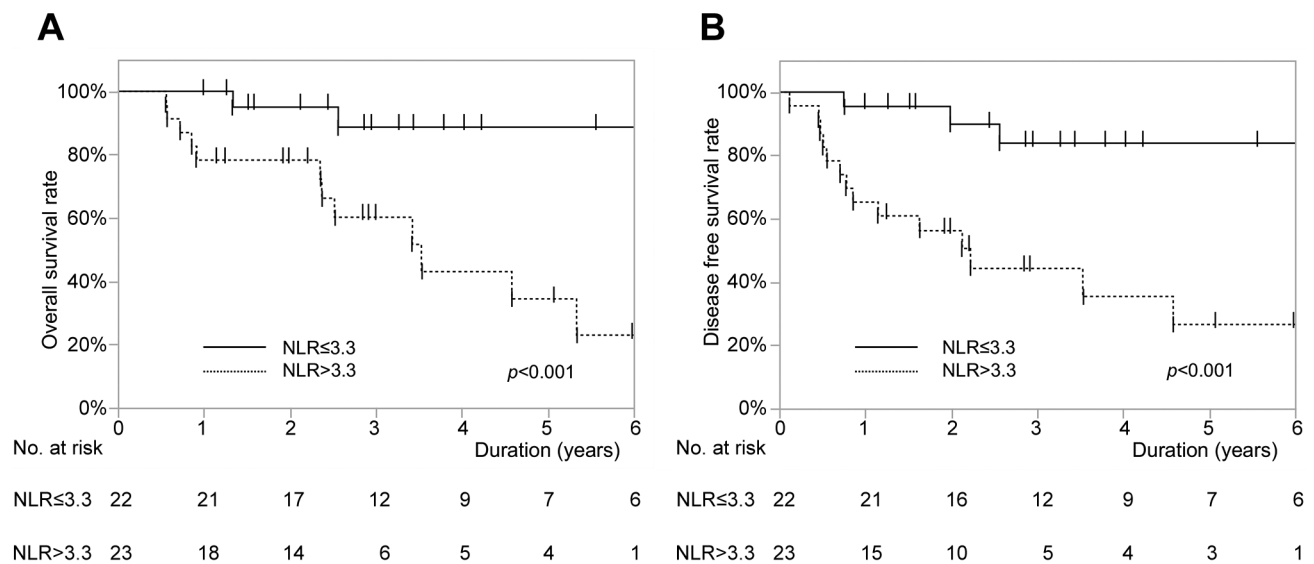 A
Overall survival rate
100%
80%
60%
40%
20%
0%
NLR≤3.3
NLR>3.3
p<0.001
0 1 2 3 4 5 6
No. at risk
Duration (years)
NLR≤3.3 22 21 17 12 9 7 6
NLR>3.3 23 18 14 6 5 4 1
B
Disease free survival rate
100%
80%
60%
40%
20%
0%
NLR≤3.3
NLR>3.3
p<0.001
0 1 2 3 4 5 6
No. at risk
Duration (years)
NLR≤3.3 22 21 16 12 9 7 6
NLR>3.3 23 15 10 5 4 3 1